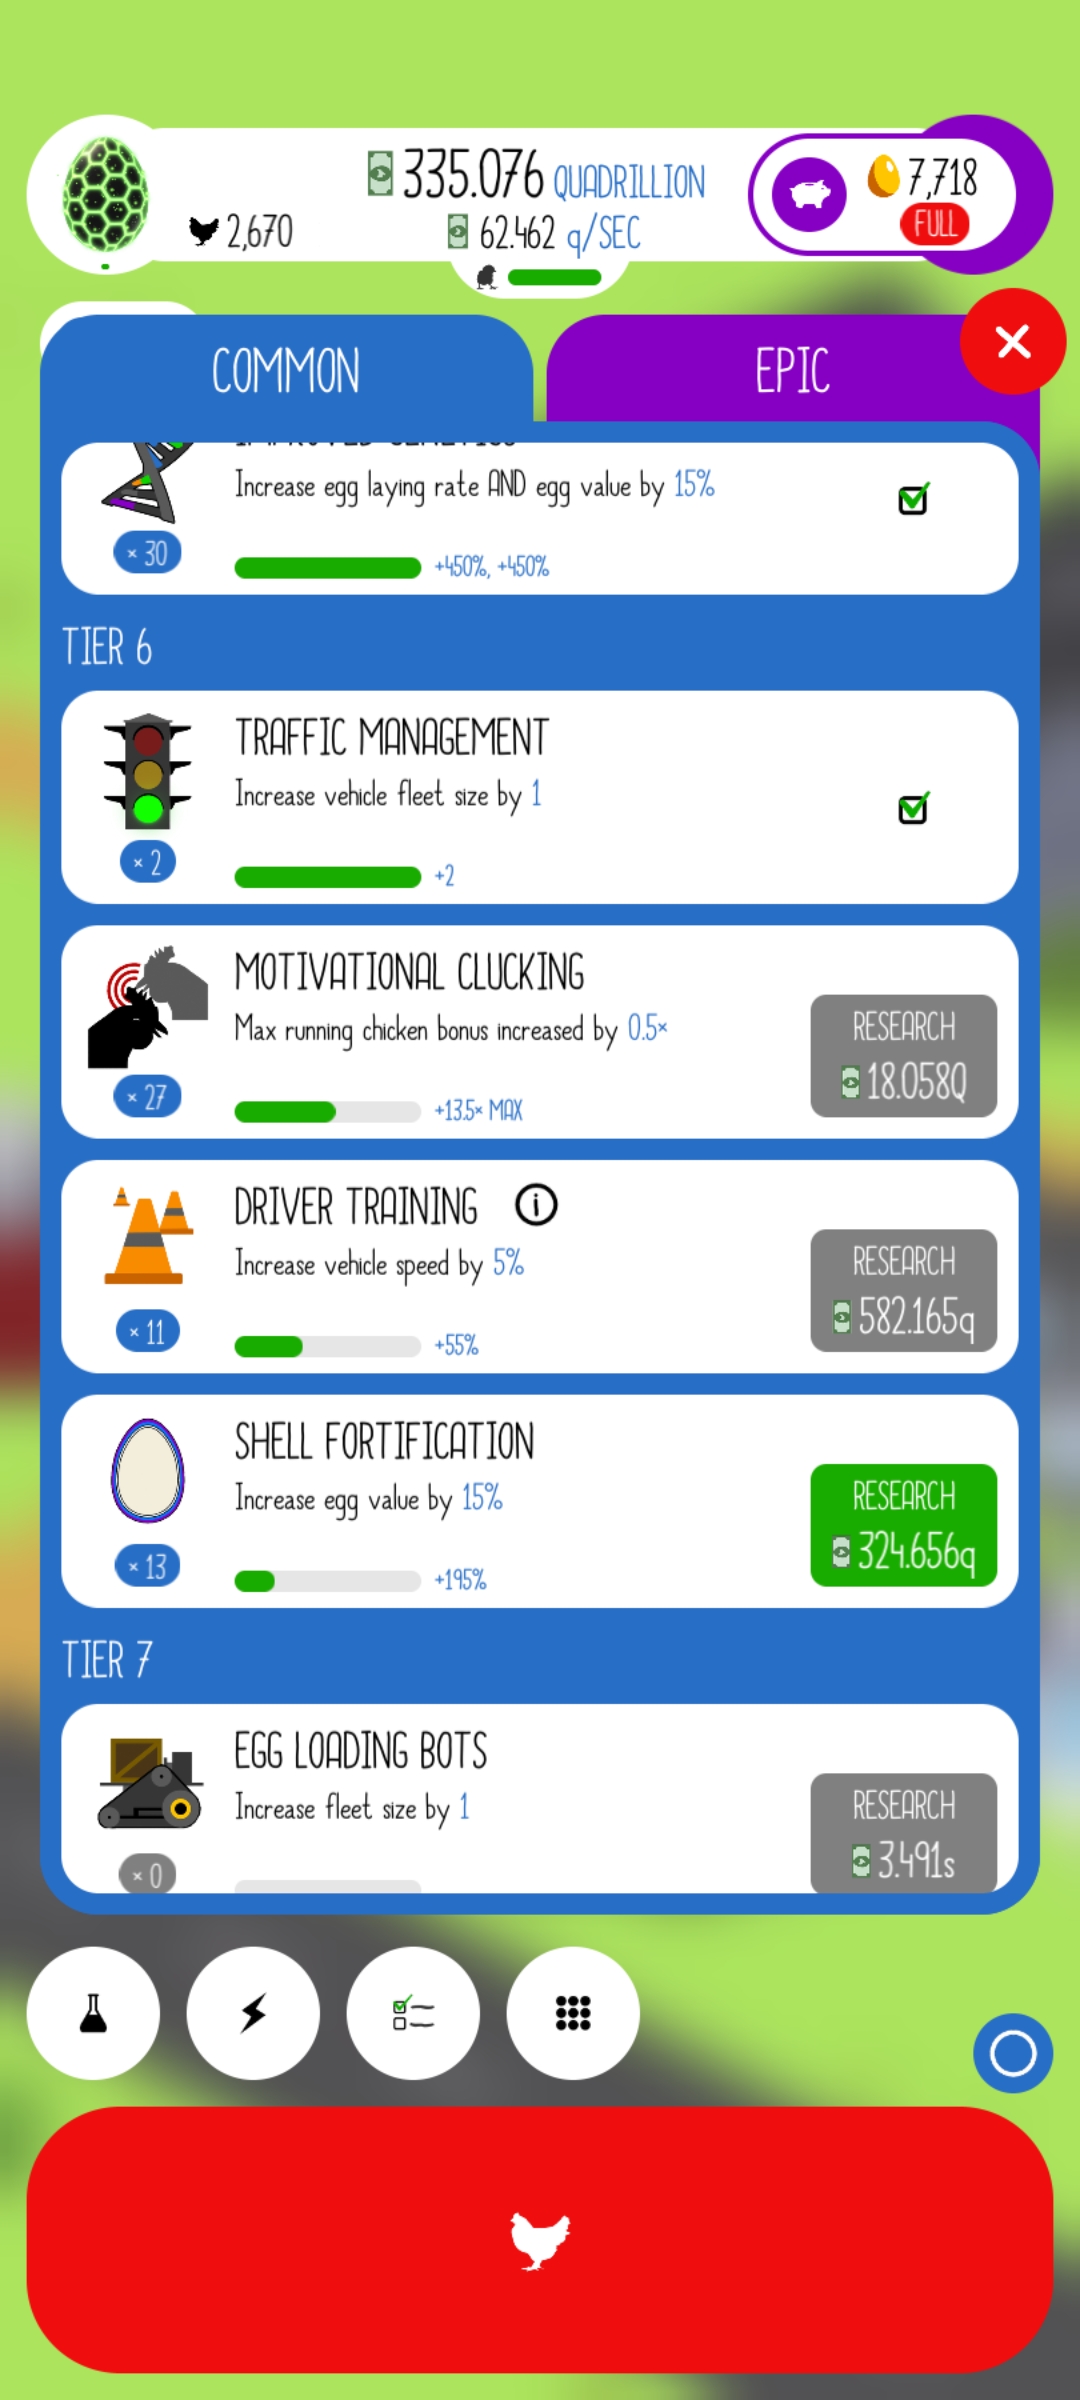 335.076 QUADRILLION
7,718
2,670
62.462 q/SEC
FULL
COMMON
EPIC
IMPROVED GENETICS
Increase egg laying rate AND egg value by 15%
× 30
+450%, +450%
TIER 6
TRAFFIC MANAGEMENT
Increase vehicle fleet size by 1
× 2
+2
MOTIVATIONAL CLUCKING
Max running chicken bonus increased by 0.5×
RESEARCH
18.058Q
× 27
+13.5× MAX
DRIVER TRAINING
Increase vehicle speed by 5%
RESEARCH
582.165q
× 11
+55%
SHELL FORTIFICATION
Increase egg value by 15%
RESEARCH
324.656q
× 13
+195%
TIER 7
EGG LOADING BOTS
Increase fleet size by 1
RESEARCH
3.491s
× 0